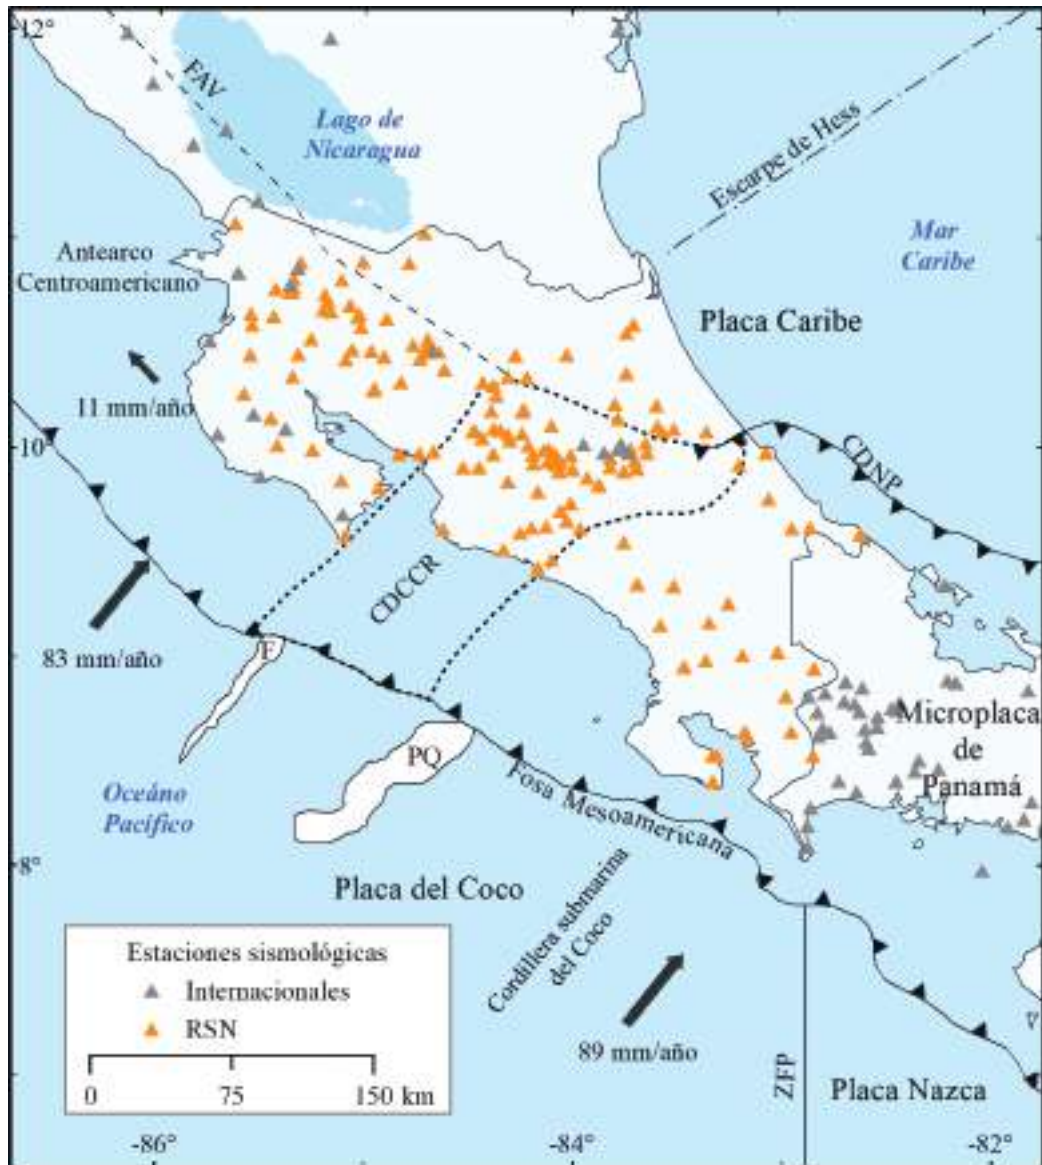 12°
FAV
Lago de
Nicaragua
Escarpe de Hess
Mar
Caribe
Antearco
Centroamericano
Placa Caribe
11 mm/año
10
CDNP
CDCCR
83 mm/año
F
PQ
Microplaca
de
Panamá
Fosa Mesoamericana
Oceáno
Pacífico
8°
Placa del Coco
Cordillera submarina
del Coco
Estaciones sismológicas
Internacionales
RSN
0 75 150 km
89 mm/año
ZFP
Placa Nazca
-86° -84° -82°